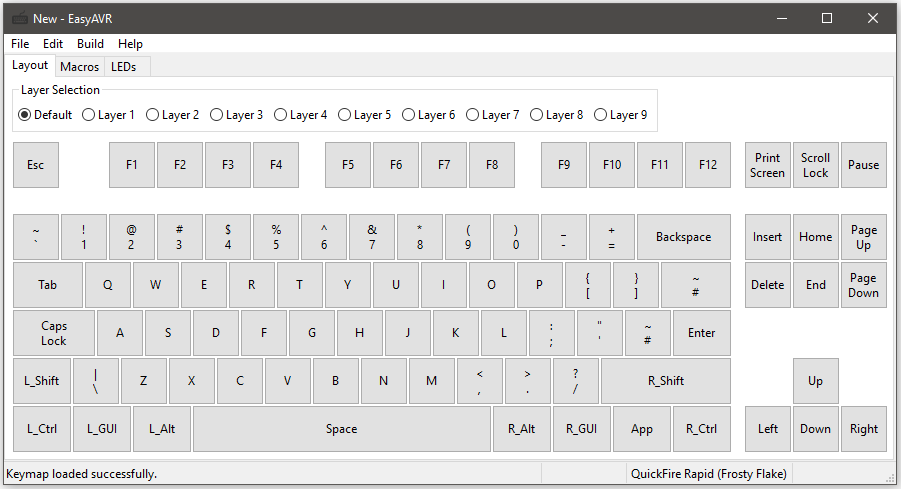 New - EasyAVR
File Edit Build Help
Layout Macros LEDs
Layer Selection
Default Layer 1 Layer 2 Layer 3 Layer 4 Layer 5 Layer 6 Layer 7 Layer 8 Layer 9
Esc F1 F2 F3 F4 F5 F6 F7 F8 F9 F10 F11 F12 Print Screen Scroll Lock Pause
~ ! @ # $ % ^ & * ( ) _ +
` 1 2 3 4 5 6 7 8 9 0 - = Backspace Insert Home Page Up
Tab Q W E R T Y U I O P { [ } ] ~ # Delete End Page Down
Caps Lock A S D F G H J K L : ; " ' ~ # Enter
L_Shift | \ Z X C V B N M < , > . ? / R_Shift Up
L_Ctrl L_GUI L_Alt Space R_Alt R_GUI App R_Ctrl Left Down Right
Keymap loaded successfully. QuickFire Rapid (Frosty Flake)